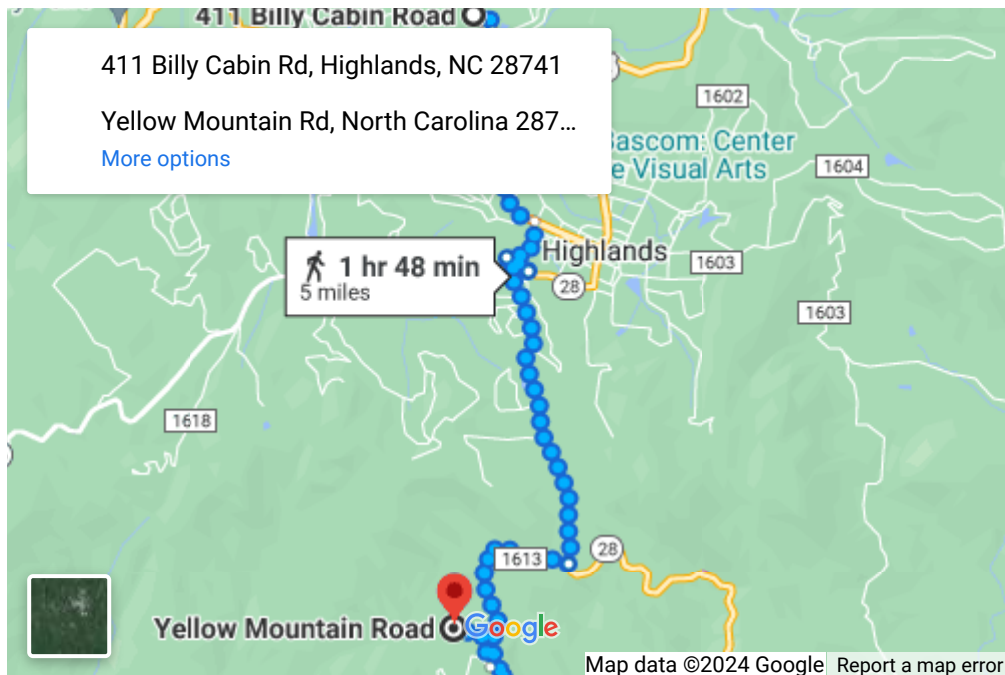 411 Billy Cabin Road
411 Billy Cabin Rd, Highlands, NC 28741
Yellow Mountain Rd, North Carolina 287...
More options
1602
Bascom: Center
e Visual Arts
1604
1 hr 48 min
5 miles
Highlands
1603
28
1603
1618
1613
28
Yellow Mountain Road
Google
Map data ©2024 Google
Report a map error